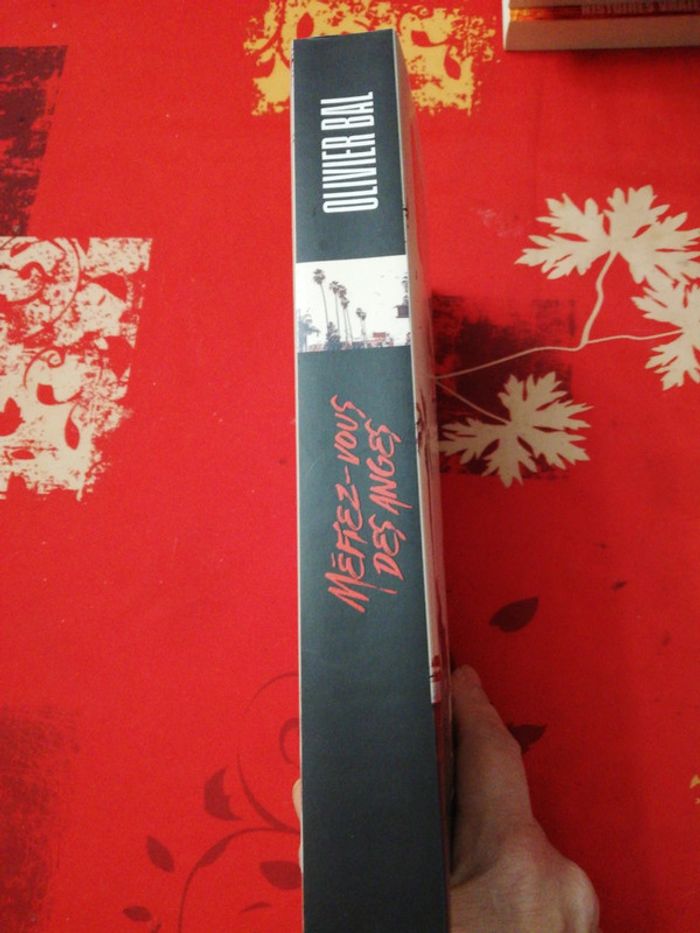 OLIVIER BAL
MÉFIEZ-VOUS
DES ANGES